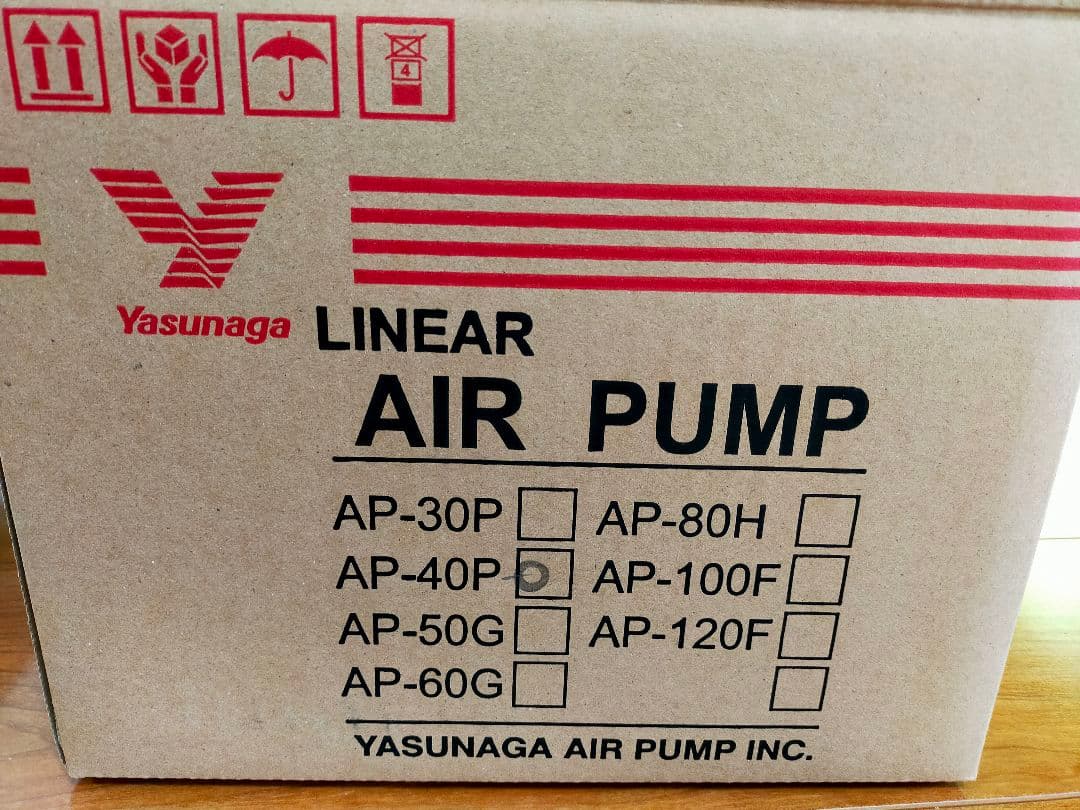 4
Yasunaga
LINEAR
AIR PUMP
AP-30P AP-80H
AP-40P AP-100F
AP-50G AP-120F
AP-60G
YASUNAGA AIR PUMP INC.